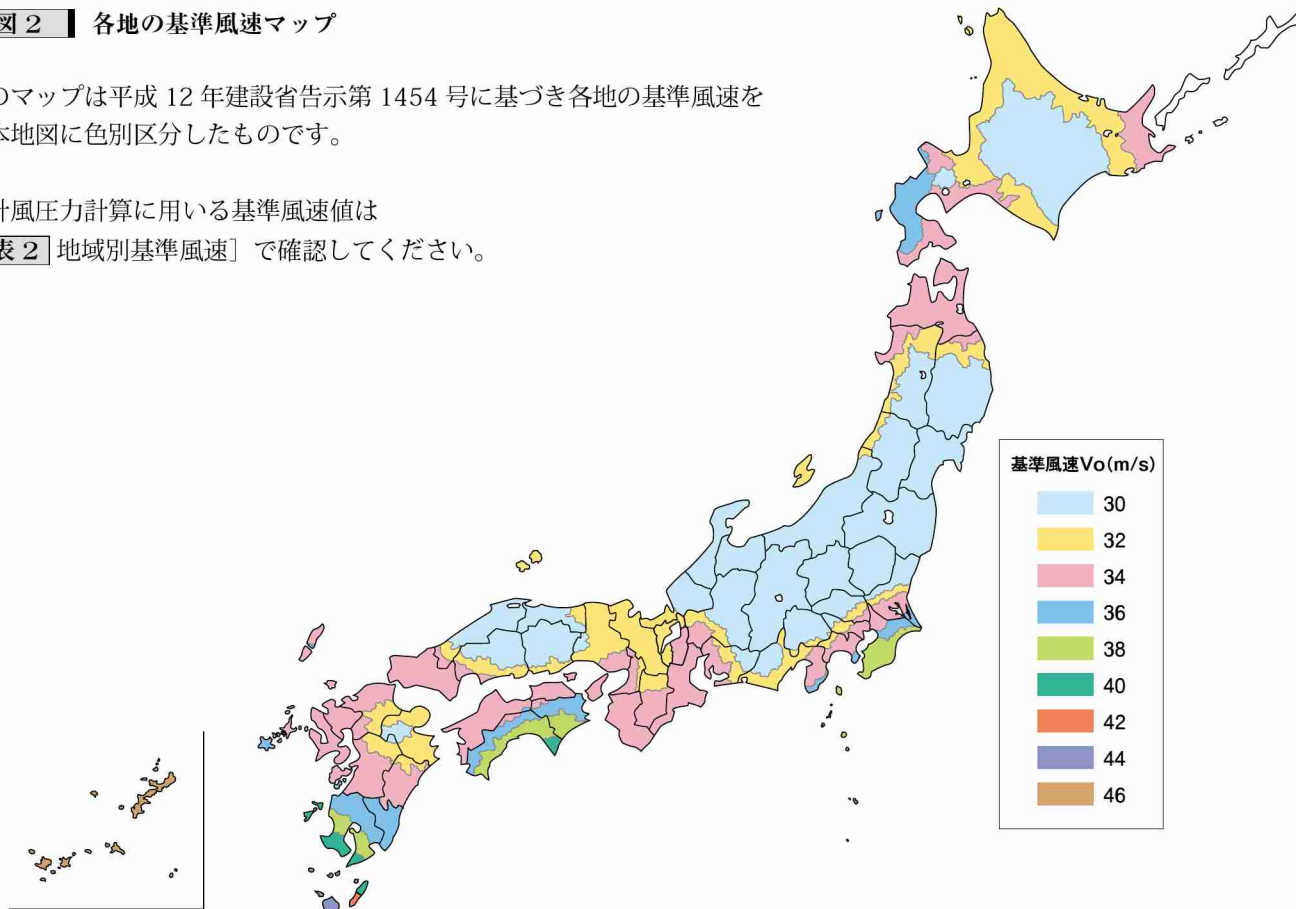 図 2 各地の基準風速マップ
のマップは平成 12 年建設省告示第 1454 号に基づき各地の基準風速を
本地図に色別区分したものです。
計風圧力計算に用いる基準風速値は
表 2 地域別基準風速］で確認してください。
基準風速Vo(m/s)
30
32
34
36
38
40
42
44
46